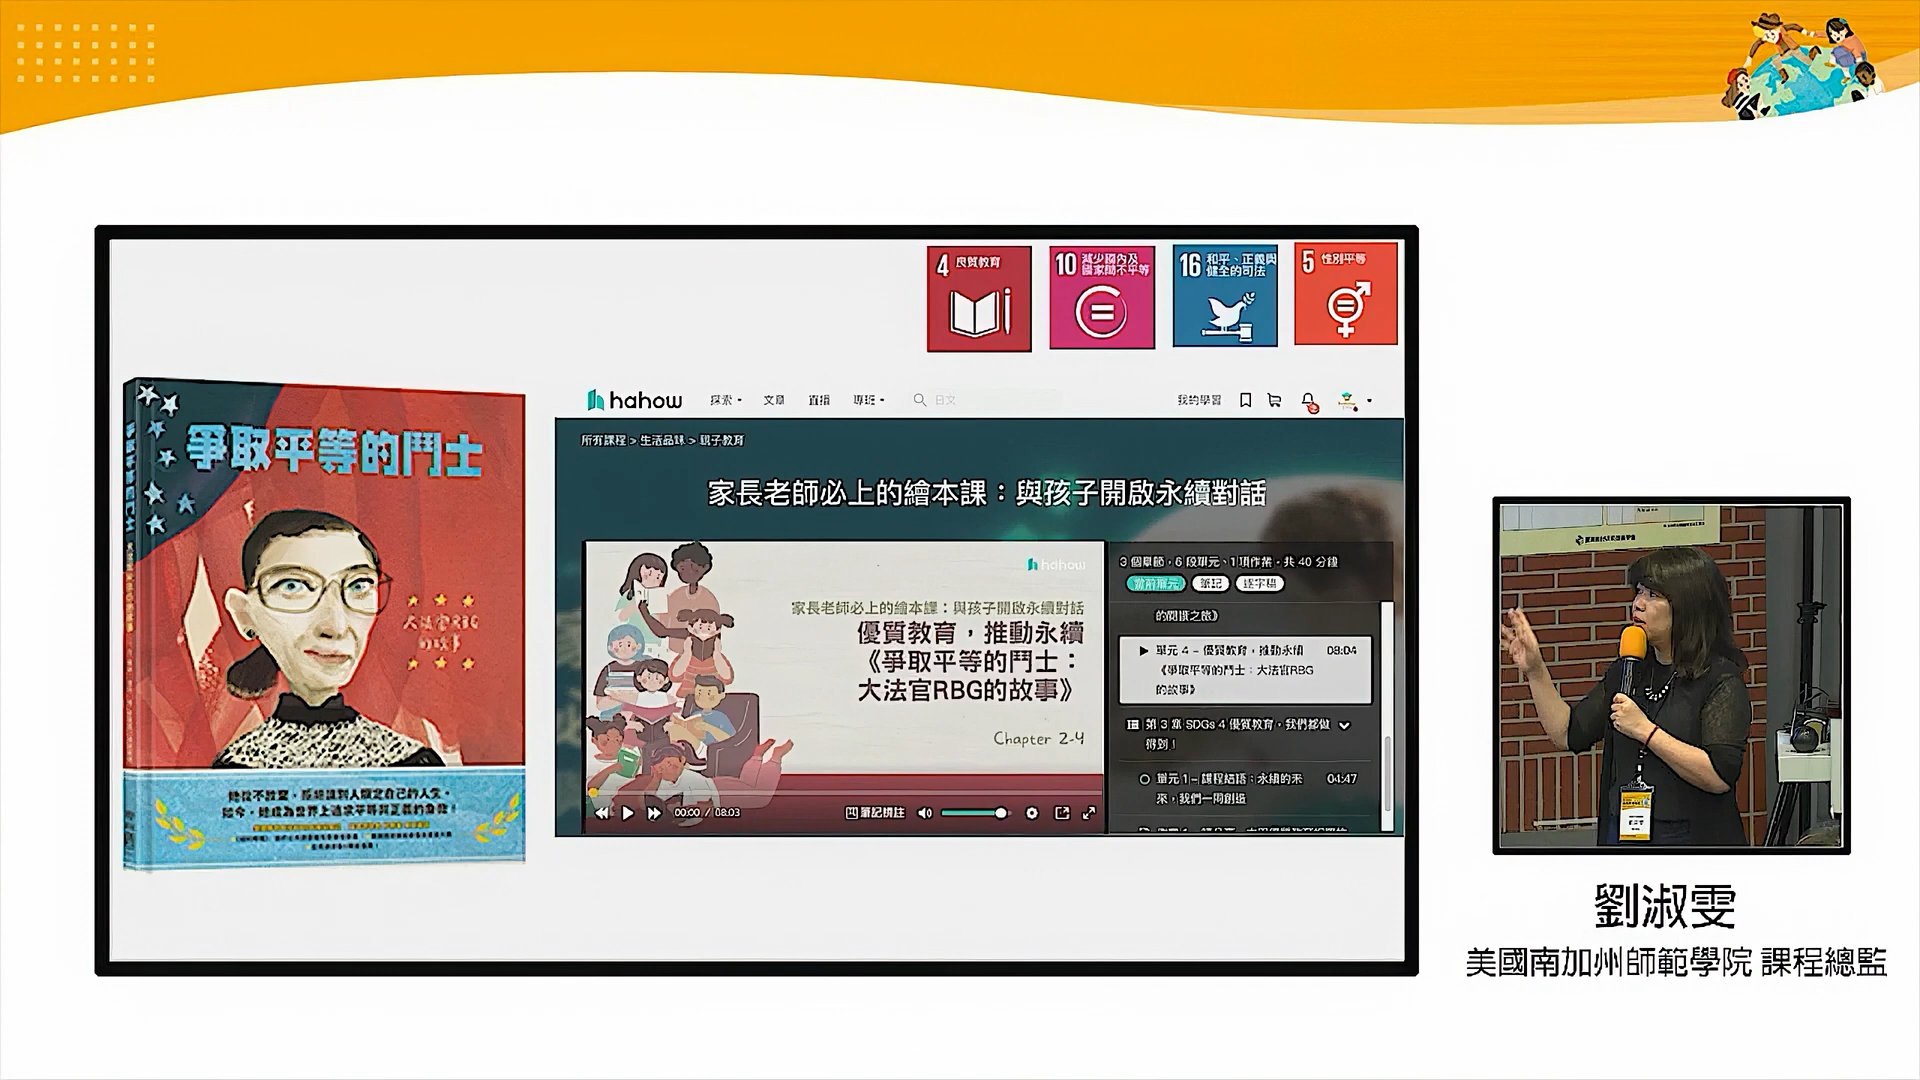 4 良質教育
10 減少國內及
國家間不平等
16 和平、正義與
健全的司法
5 性別平等
爭取平等的鬥士
大法官RBG
的故事
hahow
探索
文章
直播
專班
日文
我的學習
所有課程 > 生活品味 > 親子教育
家長老師必上的繪本課：與孩子開啟永續對話
hahow
家長老師必上的繪本課：與孩子開啟永續對話
優質教育，推動永續
《爭取平等的鬥士：
大法官RBG的故事》
Chapter 2-4
00:00 / 08:03
筆記標註
3 個章節，6 段單元、1 項作業，共 40 分鐘
當前單元
筆記
逐字稿
的閱讀之旅》
單元 4 - 優質教育，推動永續 08:04
《爭取平等的鬥士：大法官RBG
的故事》
第 3 章 SDGs 4 優質教育，我們都做
得到！
單元 1 - 課程結語：永續的未 04:47
來，我們一同創造
劉淑雯
美國南加州師範學院 課程總監